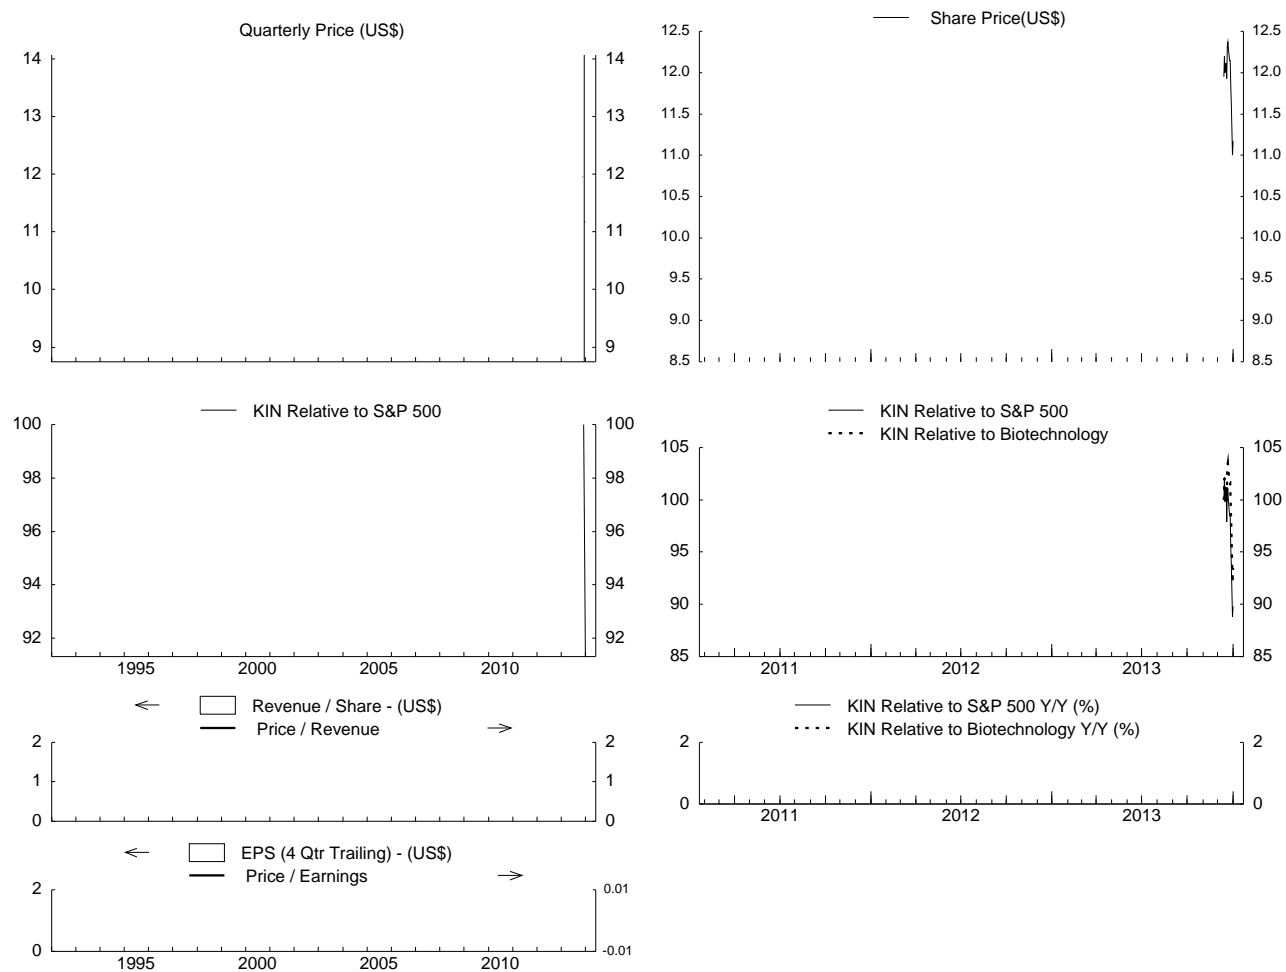 Quarterly Price (US$)
14 14
13 13
12 12
11 11
10 10
9 9
KIN Relative to S&P 500
100 100
98 98
96 96
94 94
92 92
1995 2000 2005 2010
Revenue / Share - (US$)
Price / Revenue
2 2
1 1
0 0
EPS (4 Qtr Trailing) - (US$)
Price / Earnings
2 0.01
0 -0.01
1995 2000 2005 2010
Share Price(US$)
12.5 12.5
12.0 12.0
11.5 11.5
11.0 11.0
10.5 10.5
10.0 10.0
9.5 9.5
9.0 9.0
8.5 8.5
KIN Relative to S&P 500
KIN Relative to Biotechnology
105 105
100 100
95 95
90 90
85 85
2011 2012 2013
KIN Relative to S&P 500 Y/Y (%)
KIN Relative to Biotechnology Y/Y (%)
2 2
0 0
2011 2012 2013